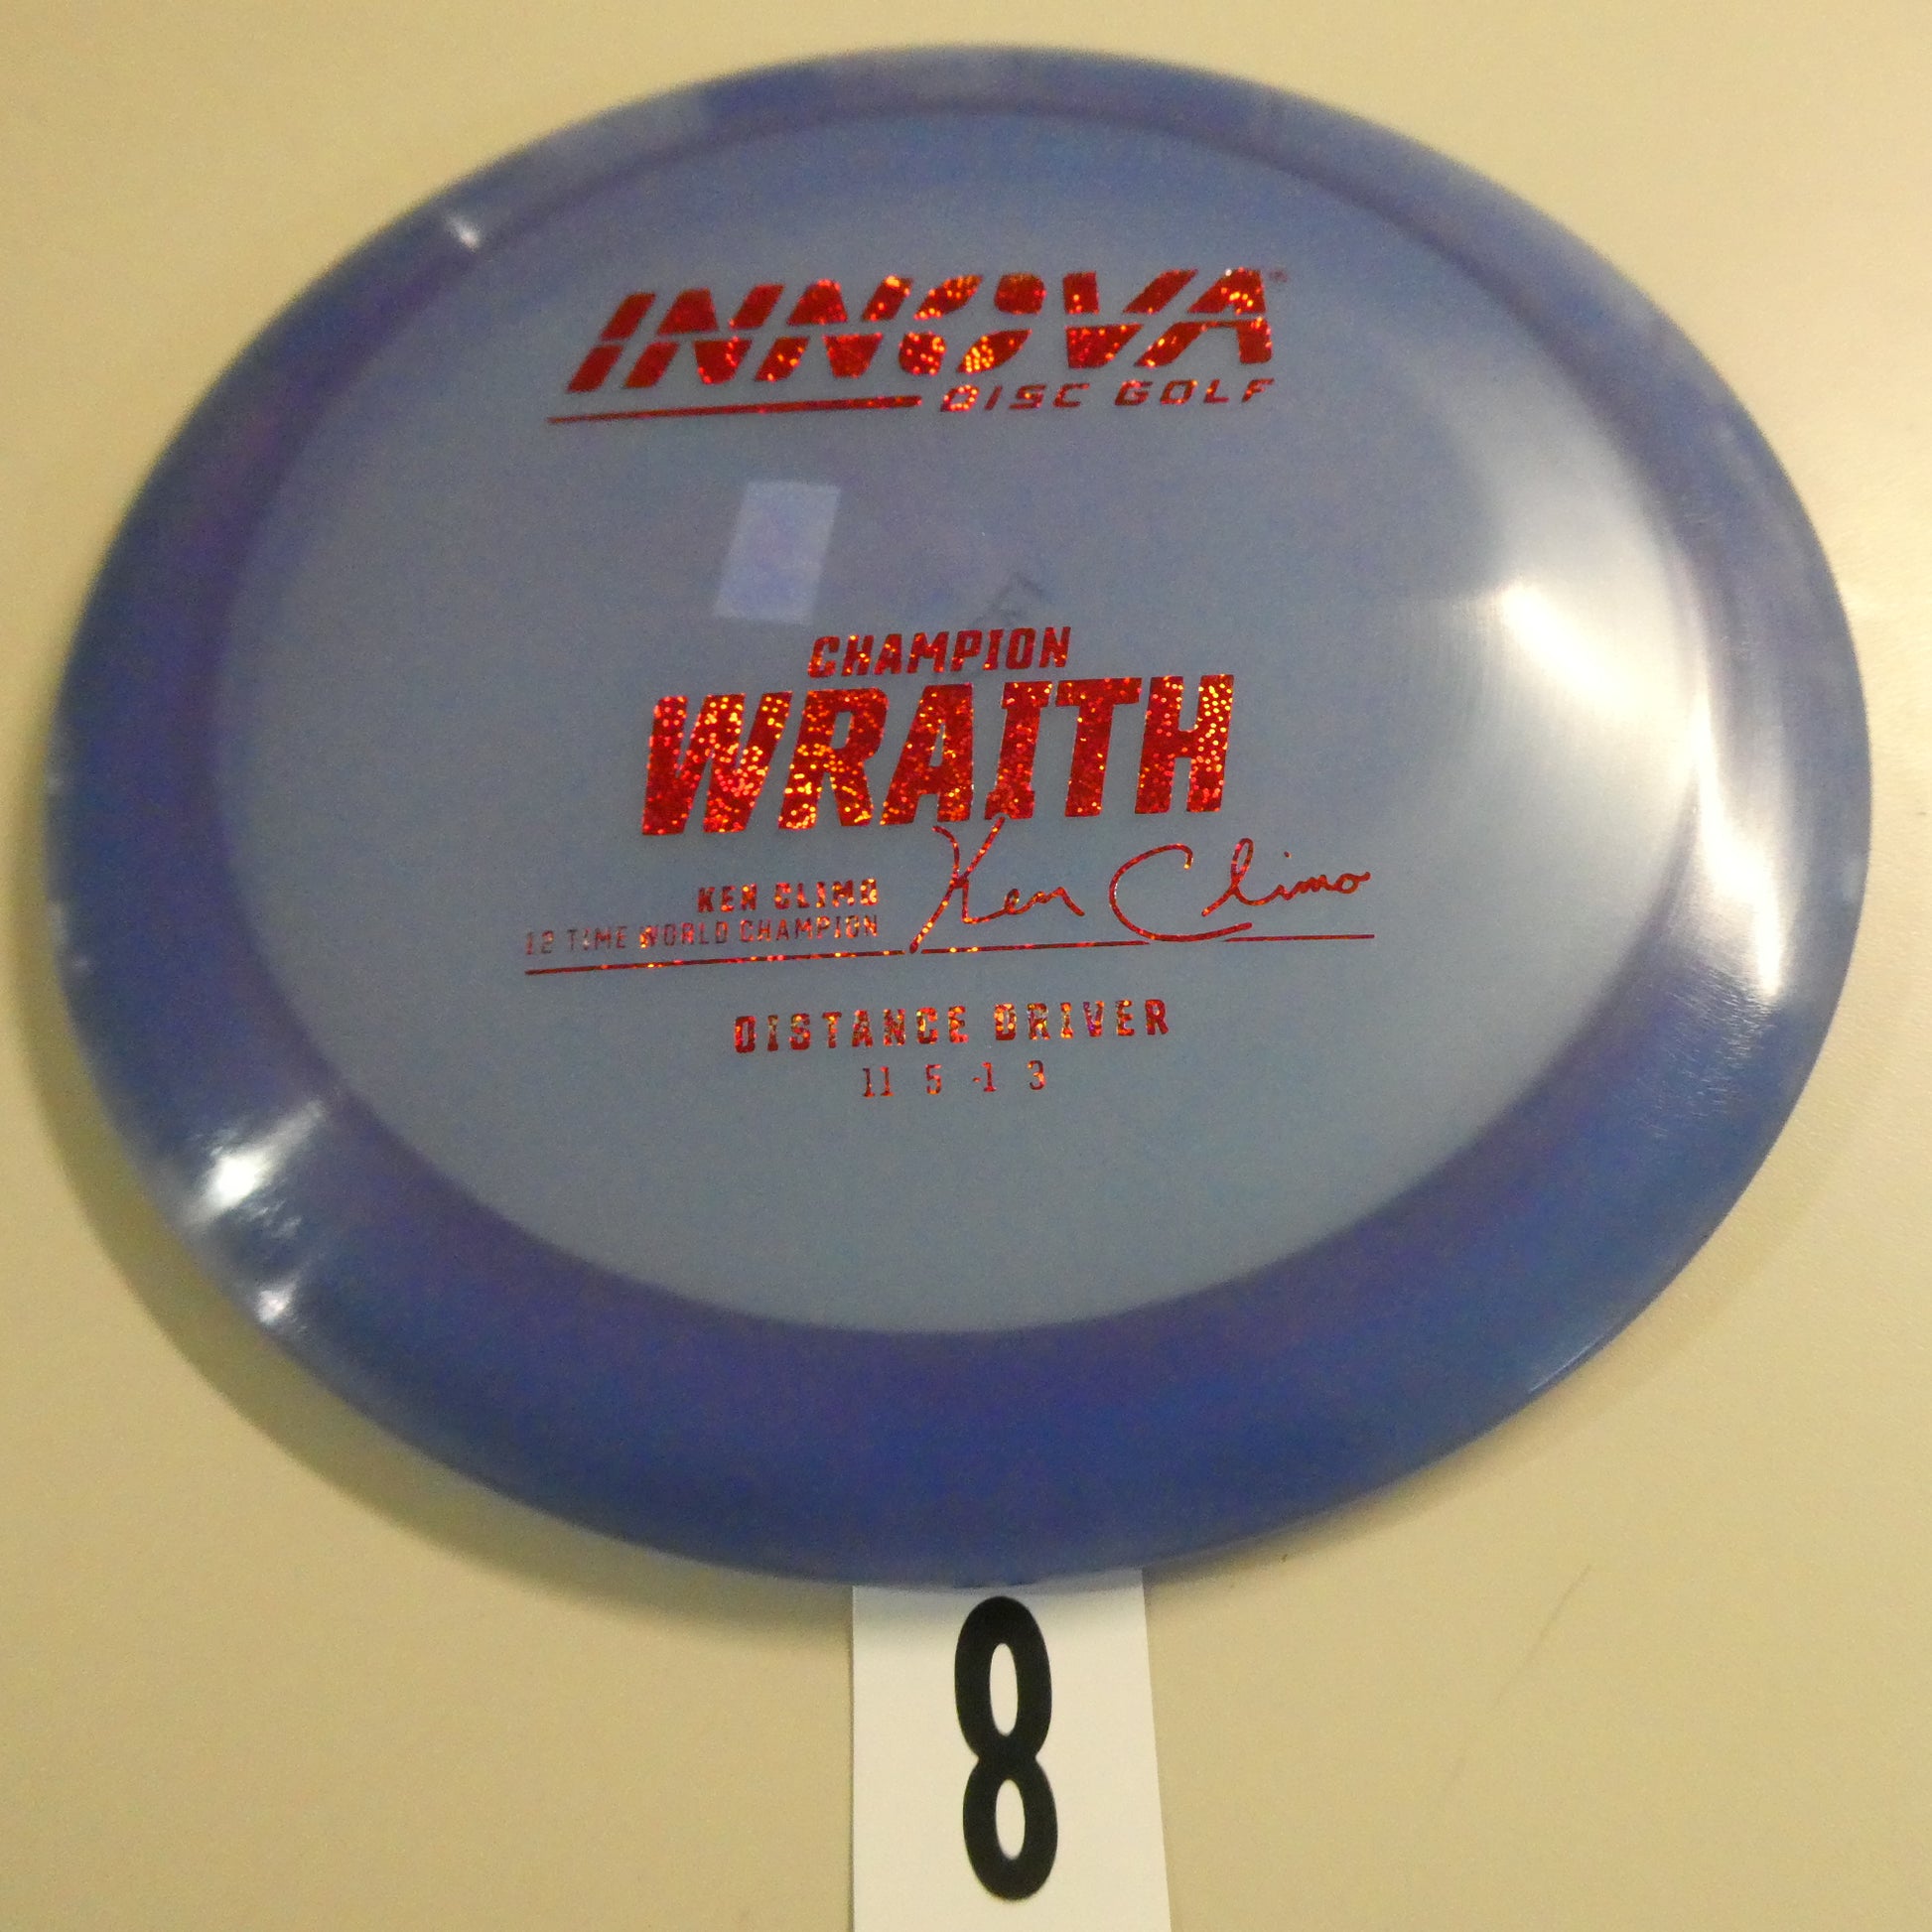 INNOVA
DISC GOLF
CHAMPION
WRAITH
KEN CLIMO
Ken Climo
12 TIME WORLD CHAMPION
DISTANCE DRIVER
11 5 -1 3
8